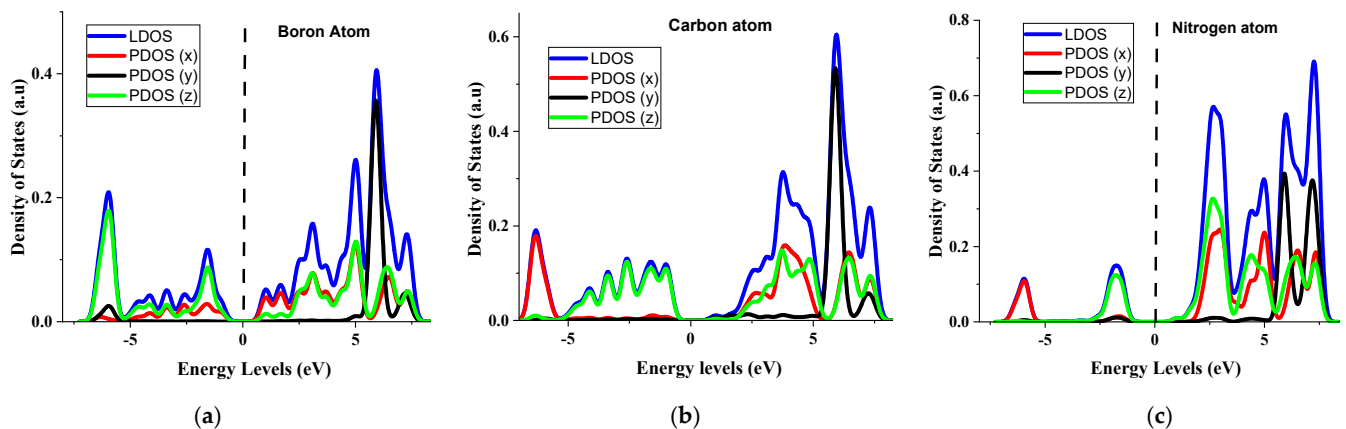 Boron Atom
LDOS
PDOS (x)
PDOS (y)
PDOS (z)
Density of States (a.u)
0.4
0.2
0.0
-5
0
5
Energy Levels (eV)
(a)
Carbon atom
LDOS
PDOS (x)
PDOS (y)
PDOS (z)
Density of States (a.u)
0.6
0.4
0.2
0.0
-5
0
5
Energy levels (eV)
(b)
Nitrogen atom
LDOS
PDOS (x)
PDOS (y)
PDOS (z)
Density of States (a.u)
0.8
0.6
0.4
0.2
0.0
-5
0
5
Energy Levels (eV)
(c)